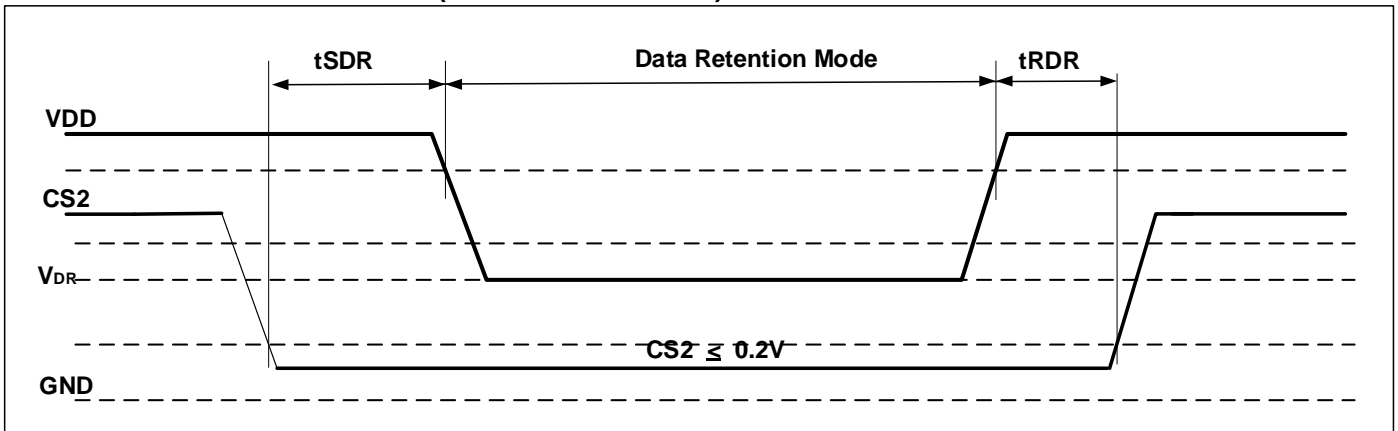 tSDR
Data Retention Mode
tRDR
VDD
CS2
VDR
CS2 ≤ 0.2V
GND